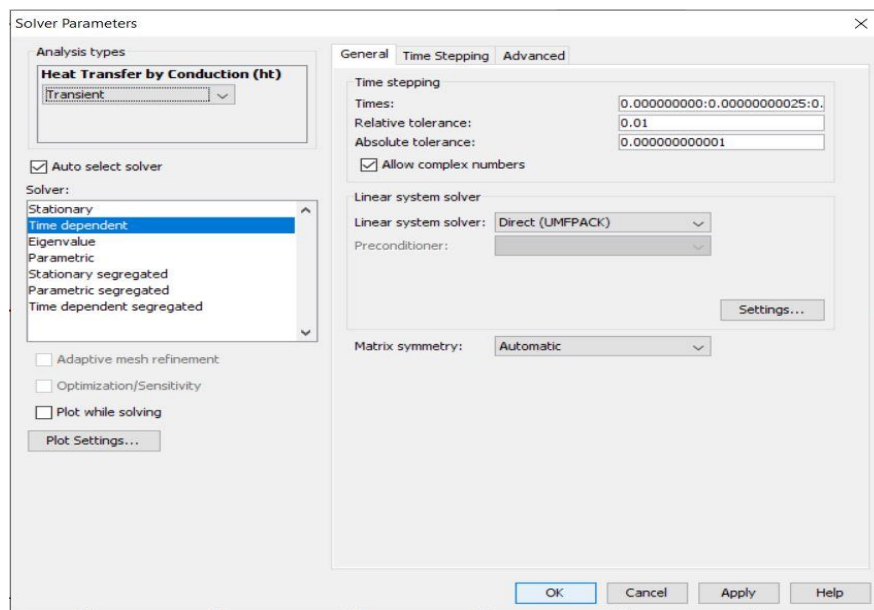 Solver Parameters
Analysis types
Heat Transfer by Conduction (ht)
Transient
Auto select solver
Solver:
Stationary
Time dependent
Eigenvalue
Parametric
Stationary segregated
Parametric segregated
Time dependent segregated
Adaptive mesh refinement
Optimization/Sensitivity
Plot while solving
Plot Settings...
General Time Stepping Advanced
Time stepping
Times: 0.000000000:0.00000000025:0.
Relative tolerance: 0.01
Absolute tolerance: 0.000000000001
Allow complex numbers
Linear system solver
Linear system solver: Direct (UMFPACK)
Preconditioner:
Settings...
Matrix symmetry: Automatic
OK Cancel Apply Help